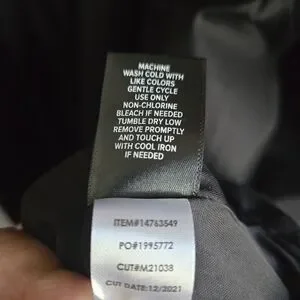 MACHINE
WASH COLD WITH
LIKE COLORS
GENTLE CYCLE
USE ONLY
NON-CHLORINE
BLEACH IF NEEDED
TUMBLE DRY LOW
REMOVE PROMPTLY
AND TOUCH UP
WITH COOL IRON
IF NEEDED
ITEM#14763549
PO#1995772
CUT#M21038
CUT DATE:12/2021